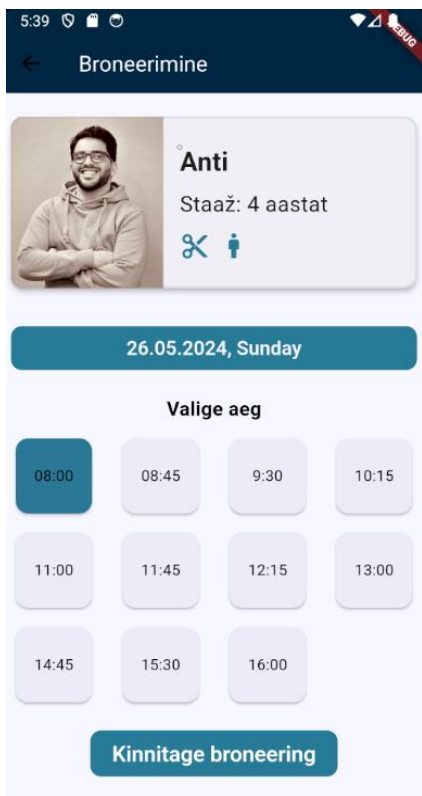 5:39
DEBUG
Broneerimine
Anti
Staaž: 4 aastat
26.05.2024, Sunday
Valige aeg
08:00 08:45 9:30 10:15
11:00 11:45 12:15 13:00
14:45 15:30 16:00
Kinnitage broneering